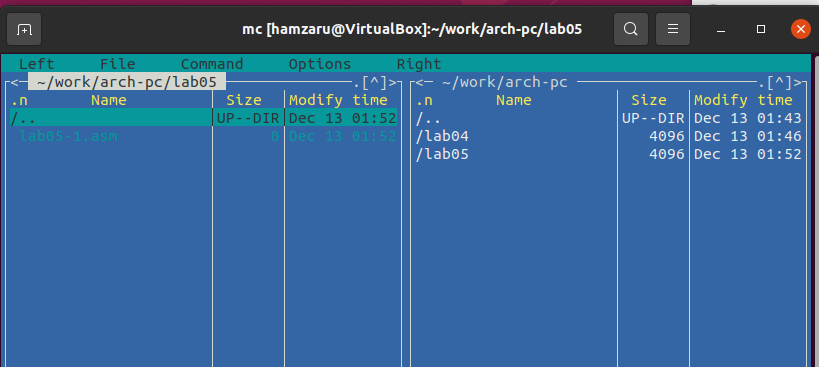 mc [hamzaru@VirtualBox]:~/work/arch-pc/lab05
Left File Command Options Right
<─ ~/work/arch-pc/lab05 ─.[^]>
.n Name Size Modify time
/.. UP--DIR Dec 13 01:52
lab05-1.asm 0 Dec 13 01:52
<─ ~/work/arch-pc ─.[^]>
.n Name Size Modify time
/.. UP--DIR Dec 13 01:43
/lab04 4096 Dec 13 01:46
/lab05 4096 Dec 13 01:52